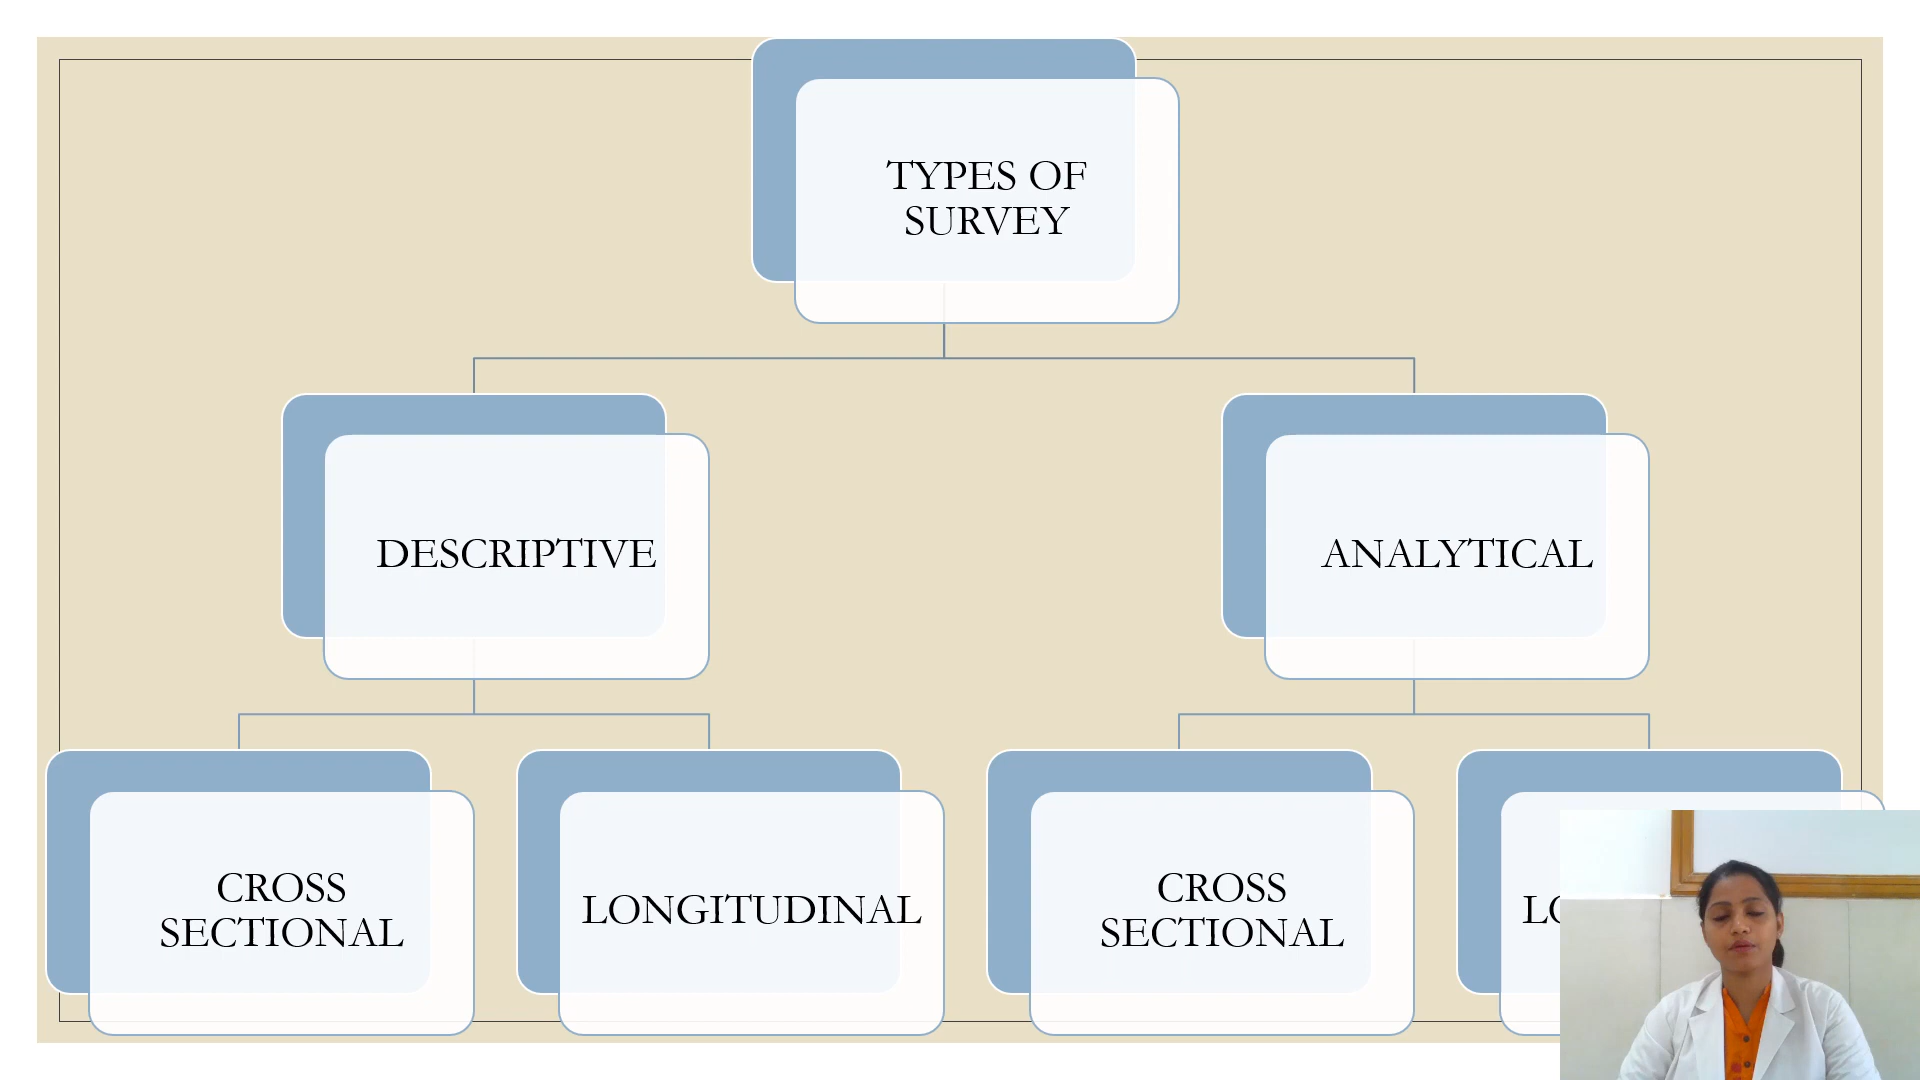 TYPES OF
SURVEY
DESCRIPTIVE
ANALYTICAL
CROSS
SECTIONAL
LONGITUDINAL
CROSS
SECTIONAL